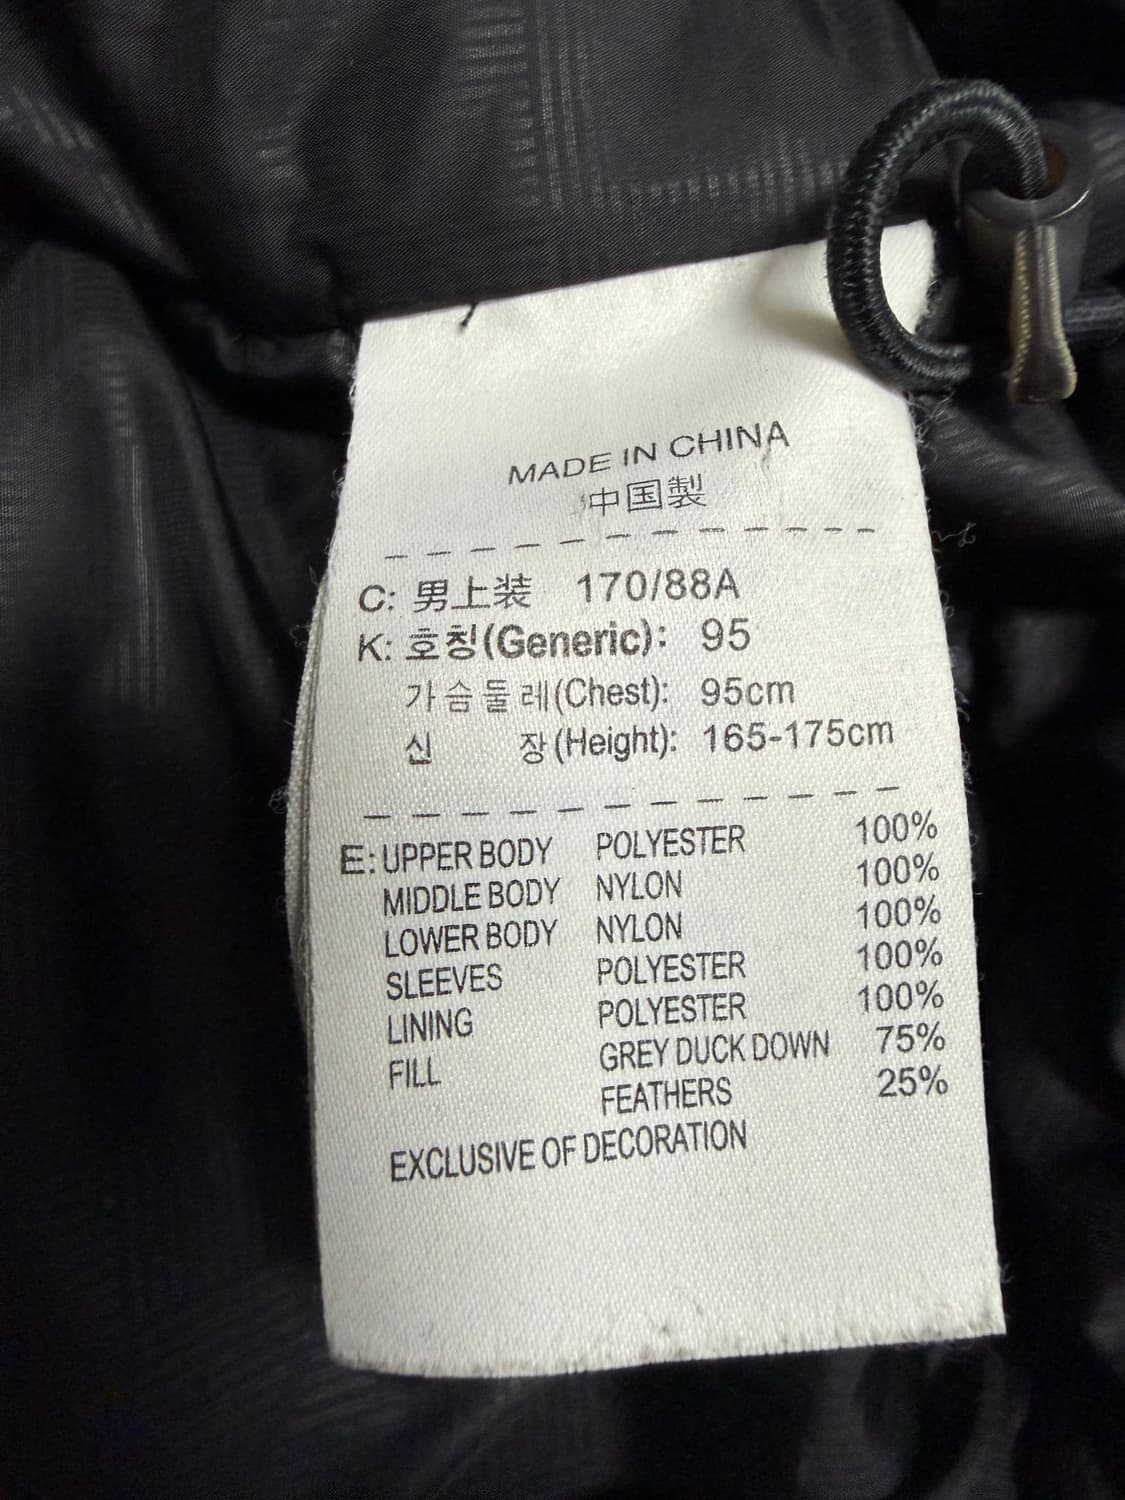 MADE IN CHINA
中国製
C: 男上装 170/88A
K: 호칭(Generic): 95
가슴둘레(Chest): 95cm
신 장(Height): 165-175cm
E: UPPER BODY POLYESTER 100%
MIDDLE BODY NYLON 100%
LOWER BODY NYLON 100%
SLEEVES POLYESTER 100%
LINING POLYESTER 100%
FILL GREY DUCK DOWN 75%
FEATHERS 25%
EXCLUSIVE OF DECORATION